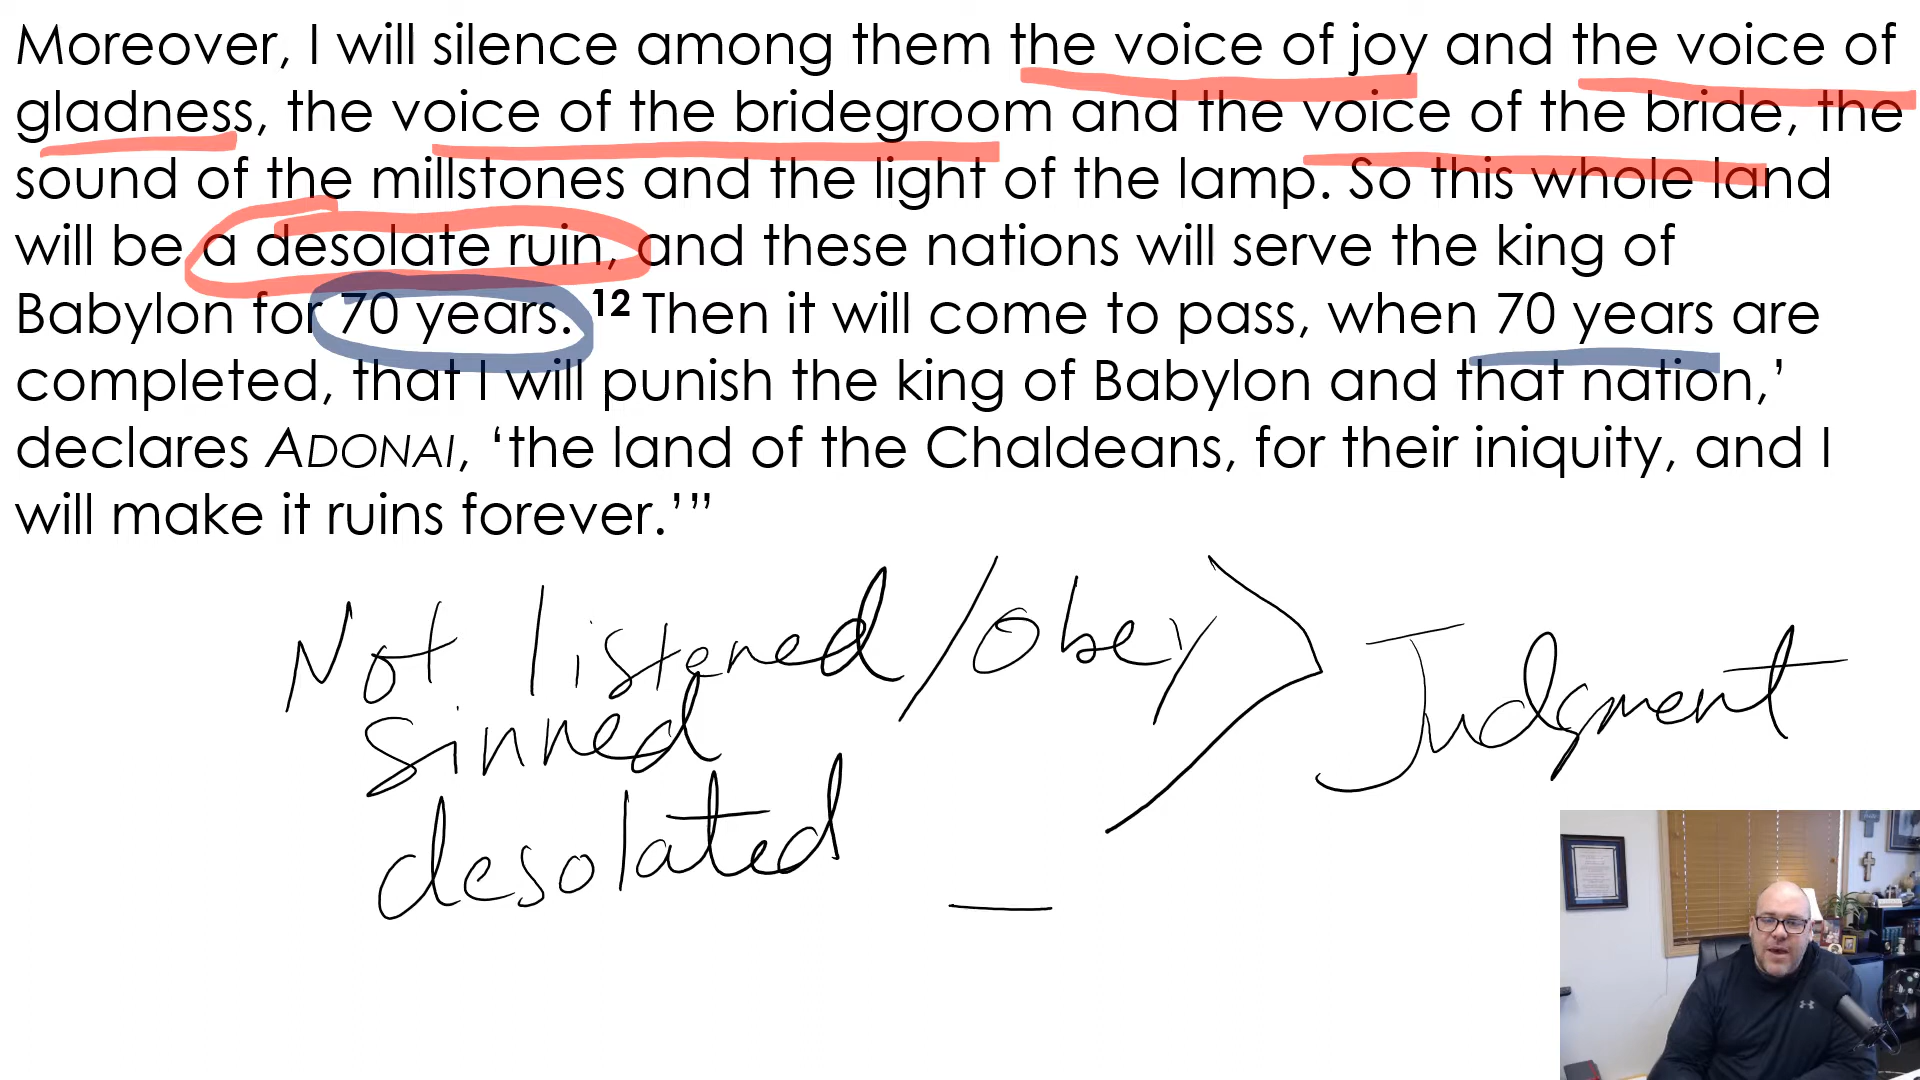 Moreover, I will silence among them the voice of joy and the voice of
gladness, the voice of the bridegroom and the voice of the bride, the
sound of the millstones and the light of the lamp. So this whole land
will be a desolate ruin, and these nations will serve the king of
Babylon for 70 years. 12 Then it will come to pass, when 70 years are
completed, that I will punish the king of Babylon and that nation,’
declares ADONAI, ‘the land of the Chaldeans, for their iniquity, and I
will make it ruins forever.’”
Not listened/obey
Judgment
sinned
desolated